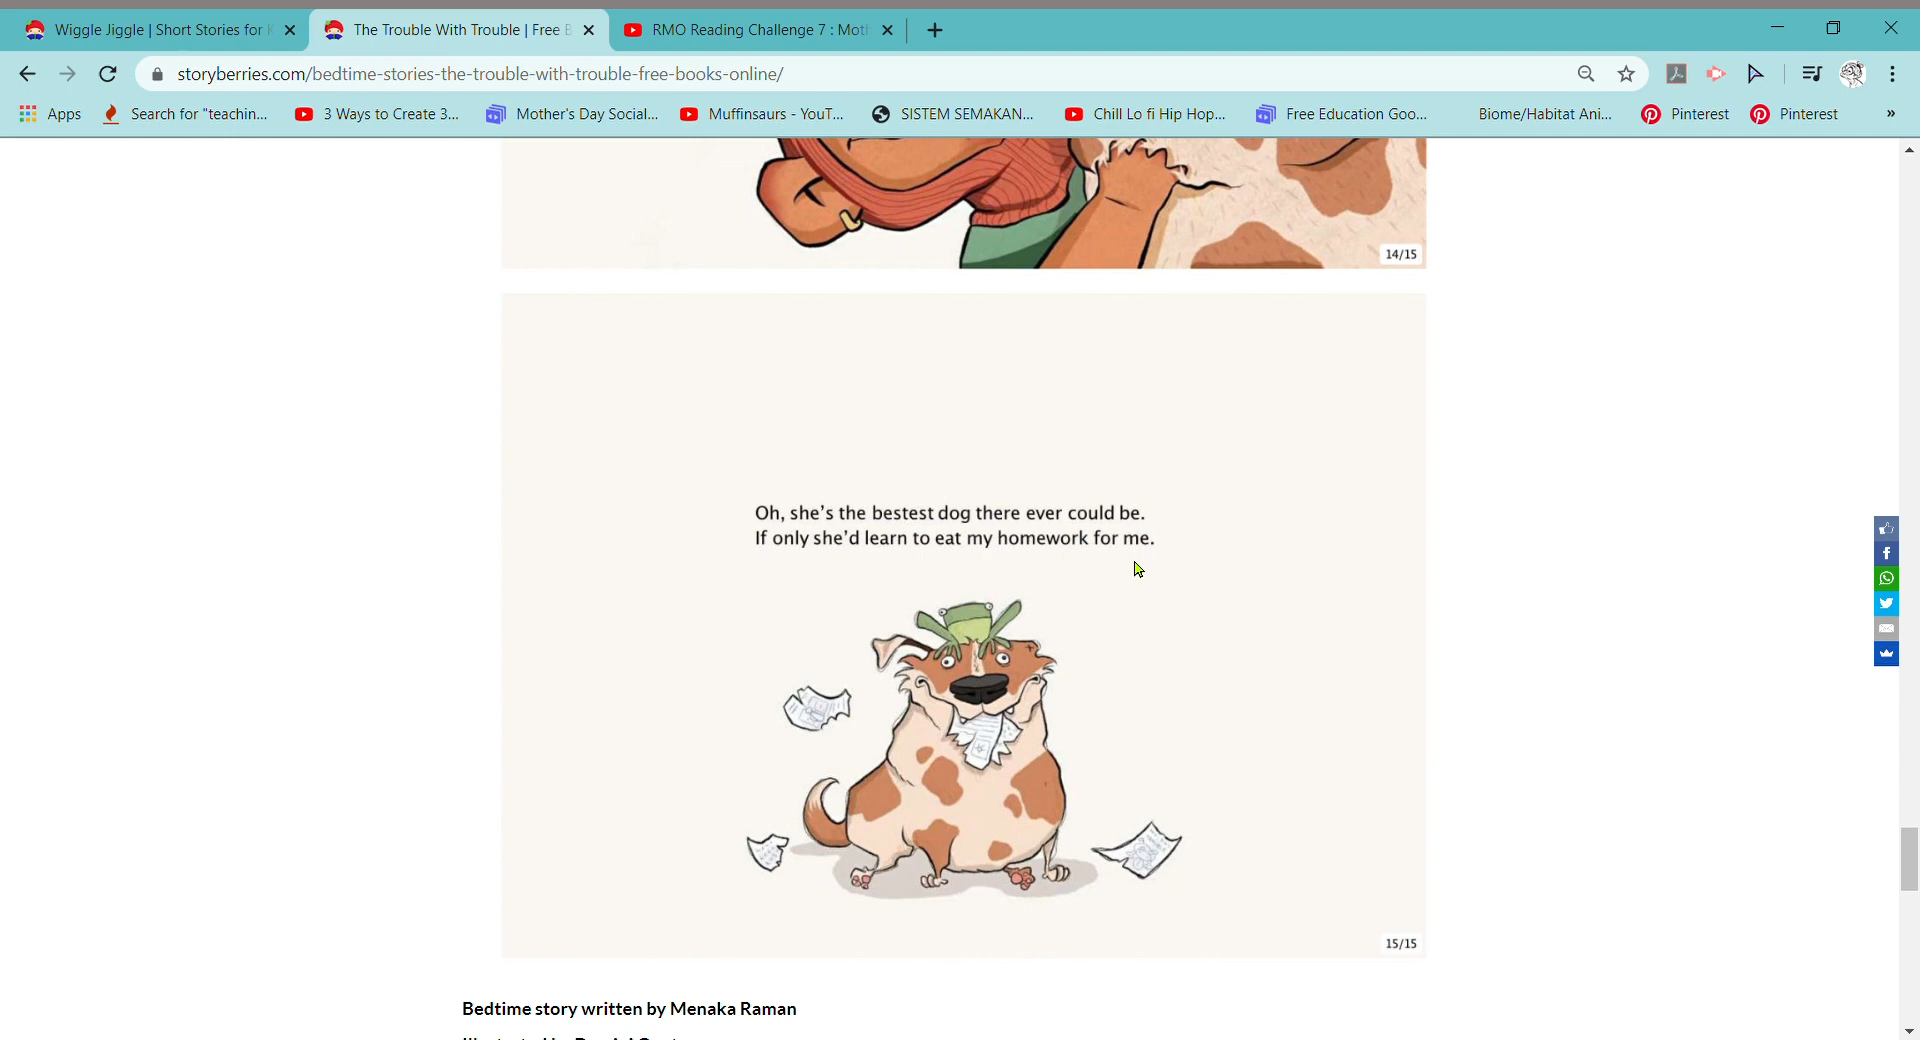 Wiggle Jiggle | Short Stories for
The Trouble With Trouble | Free
RMO Reading Challenge 7 :
storyberries.com/bedtime-stories-the-trouble-with-trouble-free-books-online/
Apps
Search for "teachin...
3 Ways to Create 3...
Mother's Day Social...
Muffinsaurs - YouT...
SISTEM SEMAKAN...
Chill Lo fi Hip Hop...
Free Education Goo...
Biome/Habitat Ani...
Pinterest
Pinterest
»
14/15
Oh, she's the bestest dog there ever could be.
If only she'd learn to eat my homework for me.
15/15
Bedtime story written by Menaka Raman